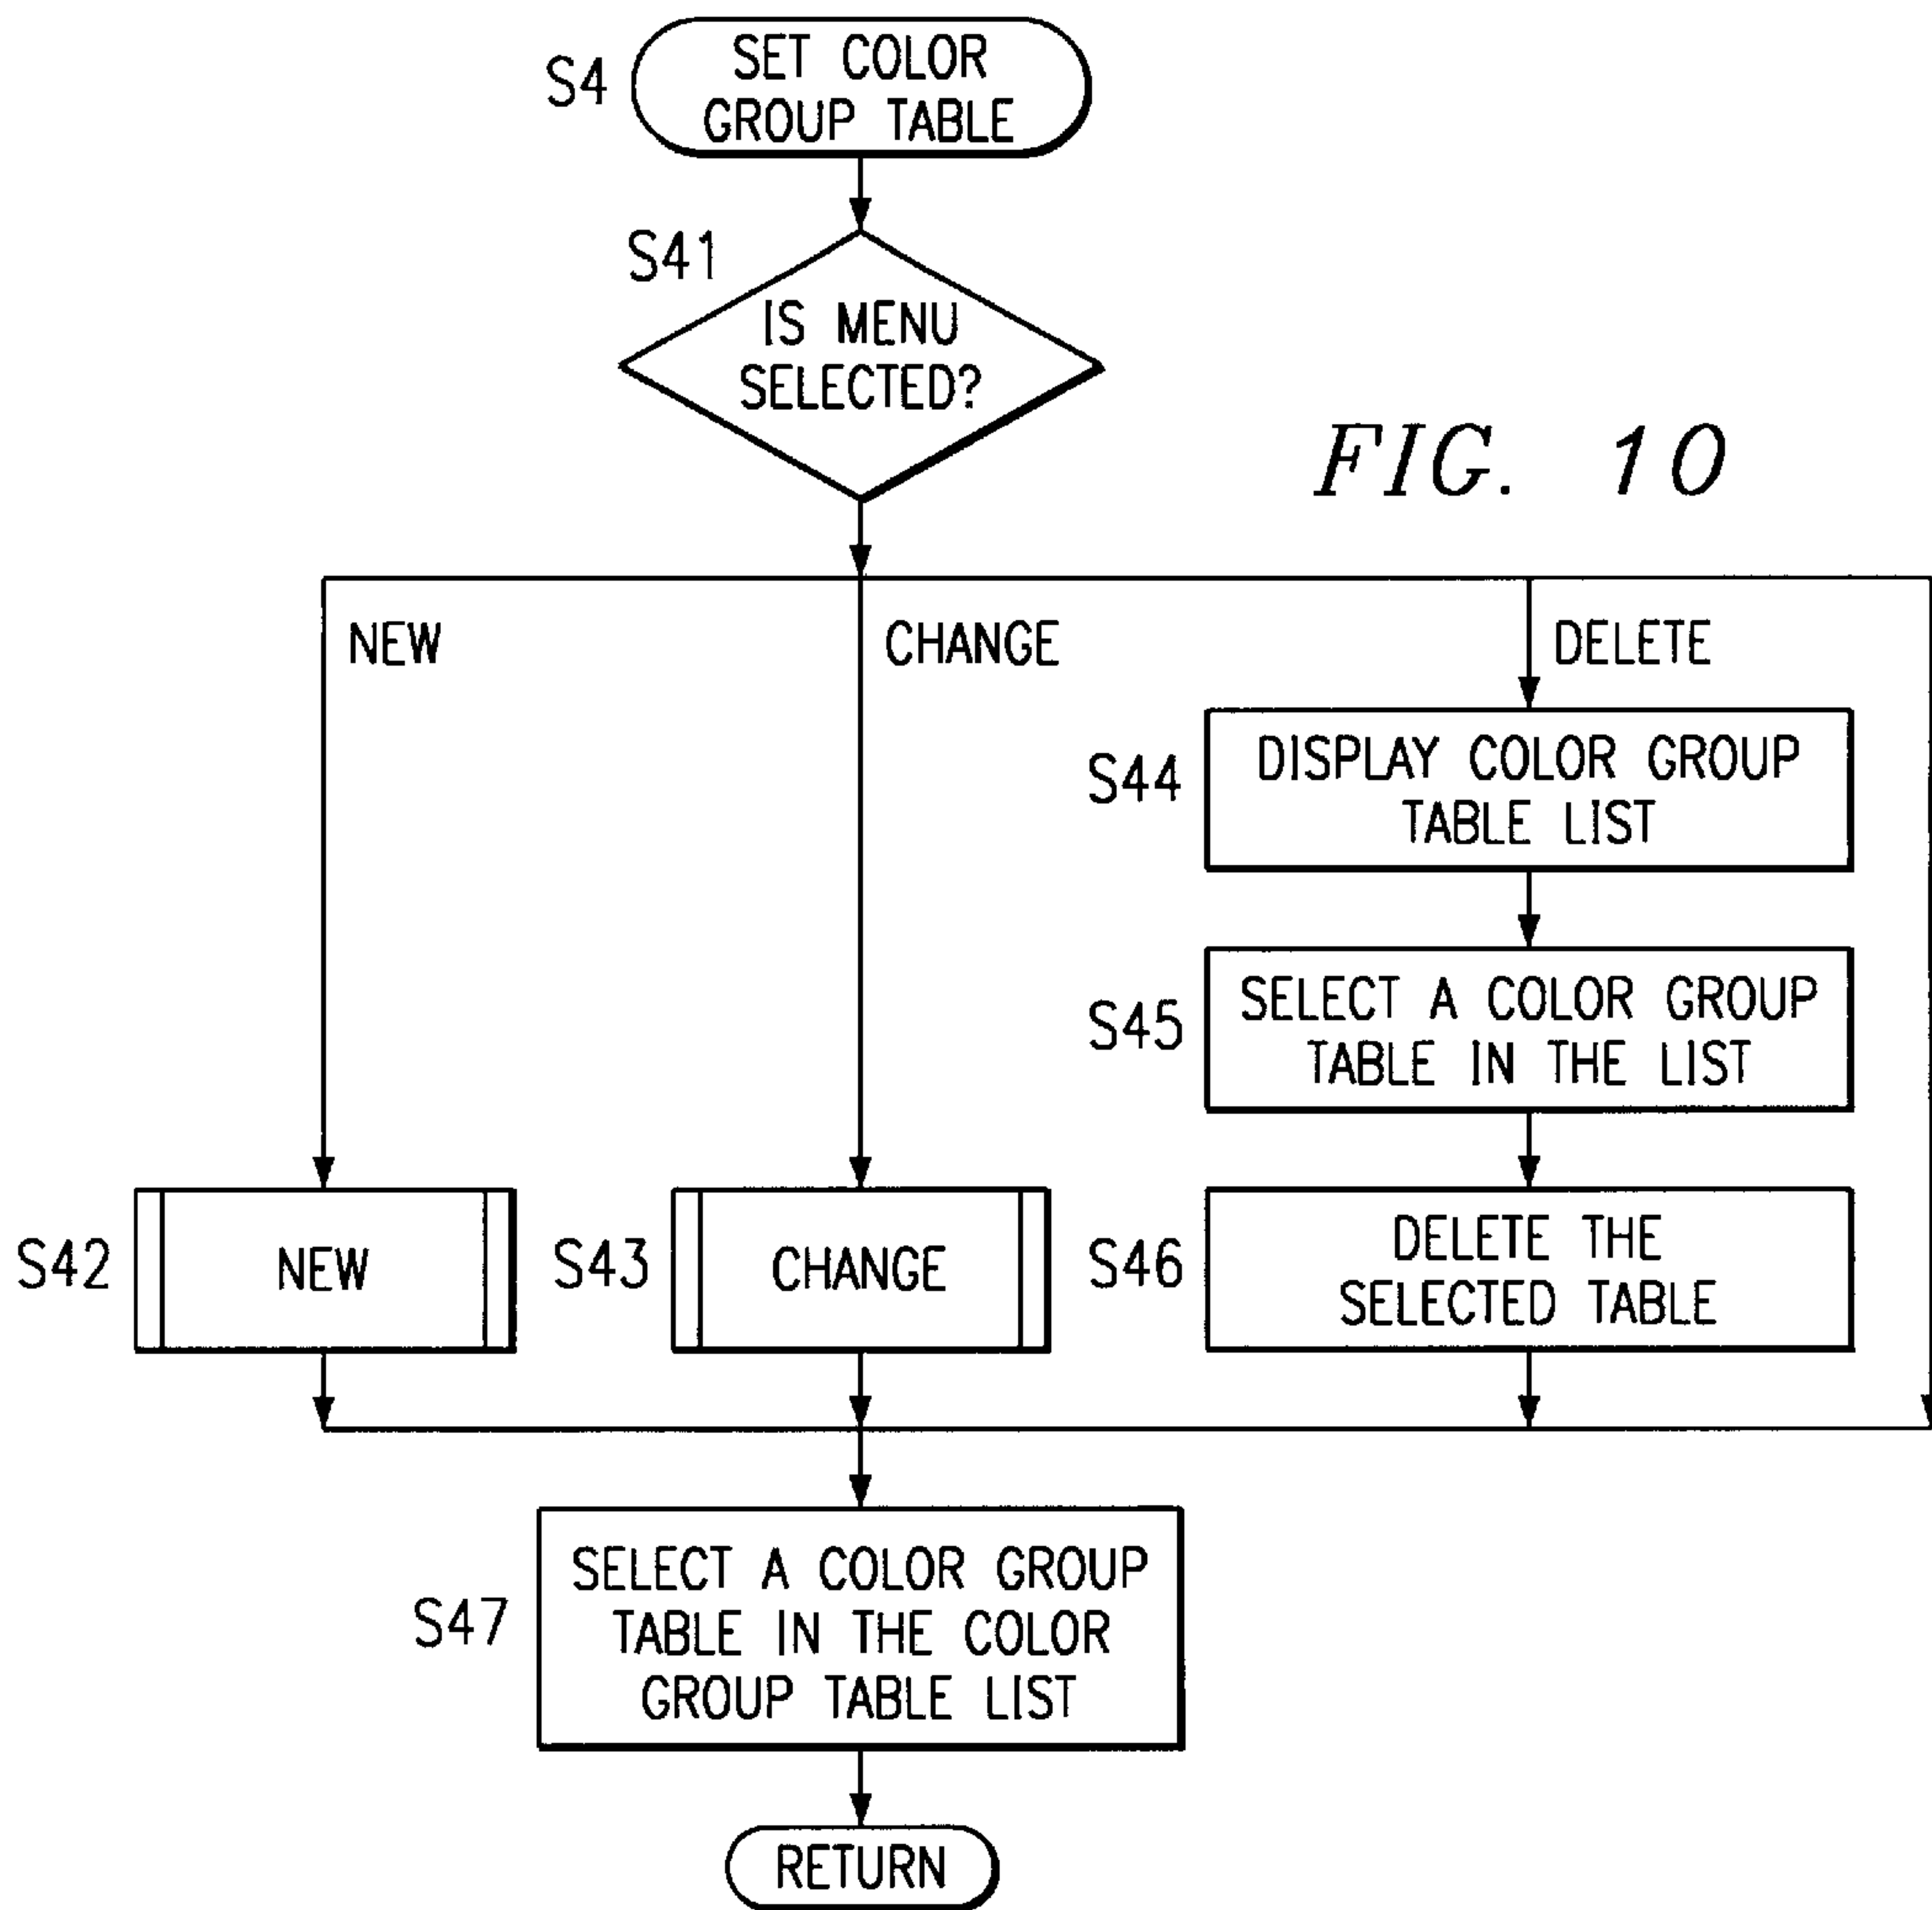 S4
SET COLOR
GROUP TABLE
S41
IS MENU
SELECTED?
FIG. 10
NEW
CHANGE
DELETE
S44
DISPLAY COLOR GROUP
TABLE LIST
S45
SELECT A COLOR GROUP
TABLE IN THE LIST
S42
NEW
S43
CHANGE
S46
DELETE THE
SELECTED TABLE
S47
SELECT A COLOR GROUP
TABLE IN THE COLOR
GROUP TABLE LIST
RETURN